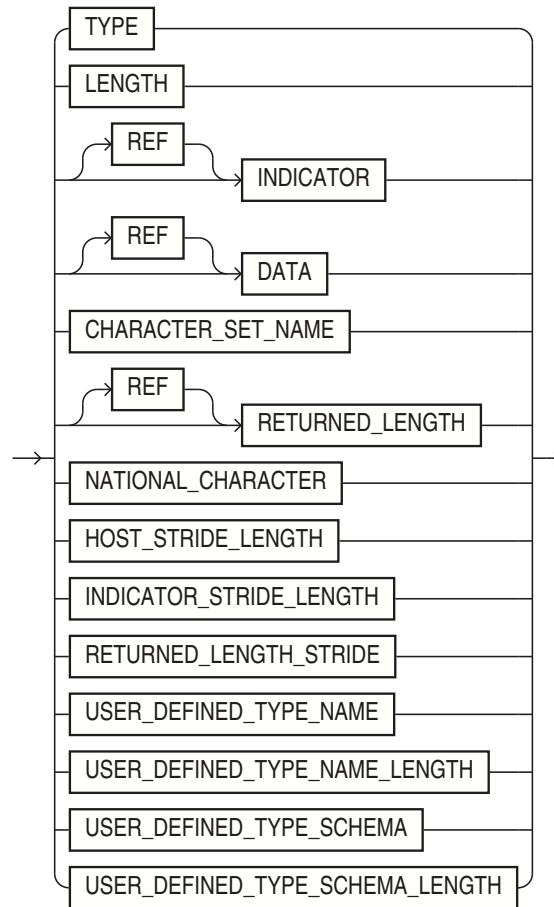 TYPE
LENGTH
REF
INDICATOR
REF
DATA
CHARACTER_SET_NAME
REF
RETURNED_LENGTH
NATIONAL_CHARACTER
HOST_STRIDE_LENGTH
INDICATOR_STRIDE_LENGTH
RETURNED_LENGTH_STRIDE
USER_DEFINED_TYPE_NAME
USER_DEFINED_TYPE_NAME_LENGTH
USER_DEFINED_TYPE_SCHEMA
USER_DEFINED_TYPE_SCHEMA_LENGTH